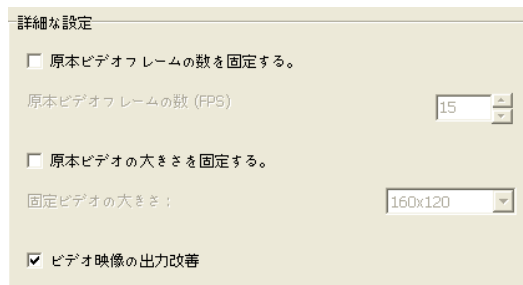 詳細な設定
原本ビデオフレームの数を固定する。
原本ビデオフレームの数 (FPS)
15
原本ビデオの大きさを固定する。
固定ビデオの大きさ :
160x120
ビデオ映像の出力改善